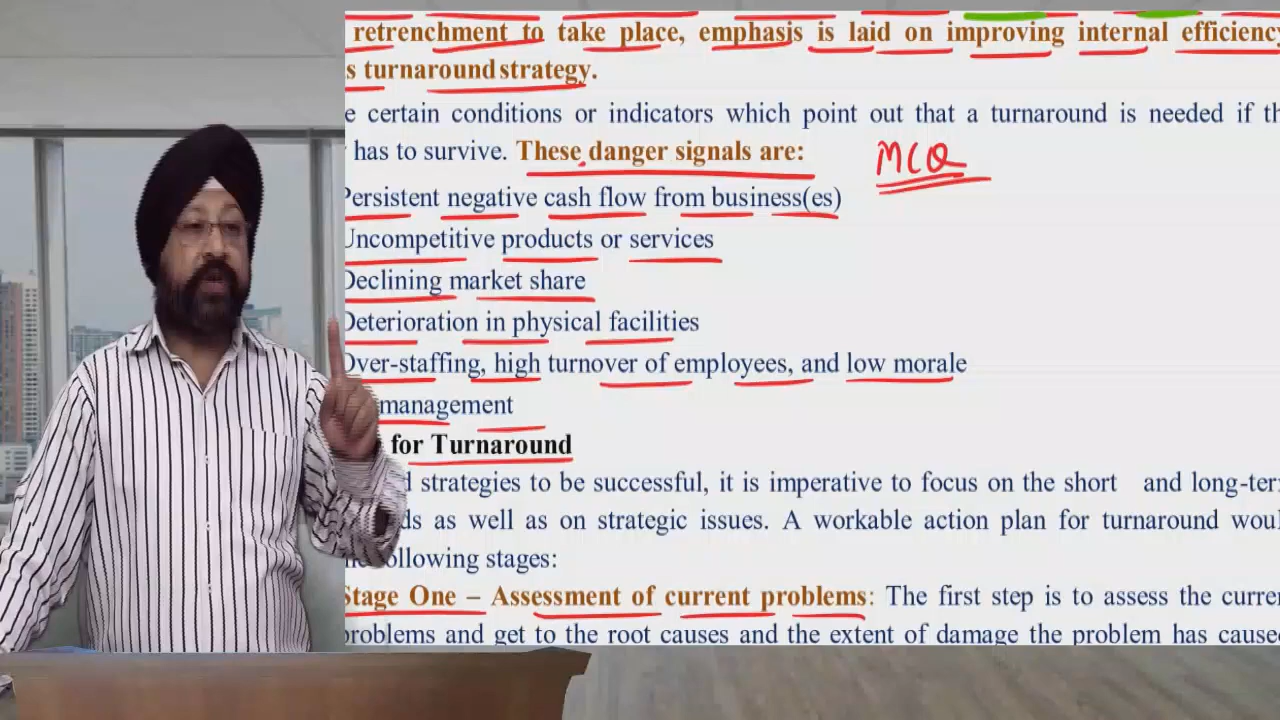 retrenchment to take place, emphasis is laid on improving internal efficiency
turnaround strategy.
certain conditions or indicators which point out that a turnaround is needed if
has to survive. These danger signals are: MCQ
Persistent negative cash flow from business(es)
Uncompetitive products or services
Declining market share
Deterioration in physical facilities
Over-staffing, high turnover of employees, and low morale
management
for Turnaround
strategies to be successful, it is imperative to focus on the short and long-ter
as well as on strategic issues. A workable action plan for turnaround woul
following stages:
Stage One – Assessment of current problems: The first step is to assess the curre
problems and get to the root causes and the extent of damage the problem has cause